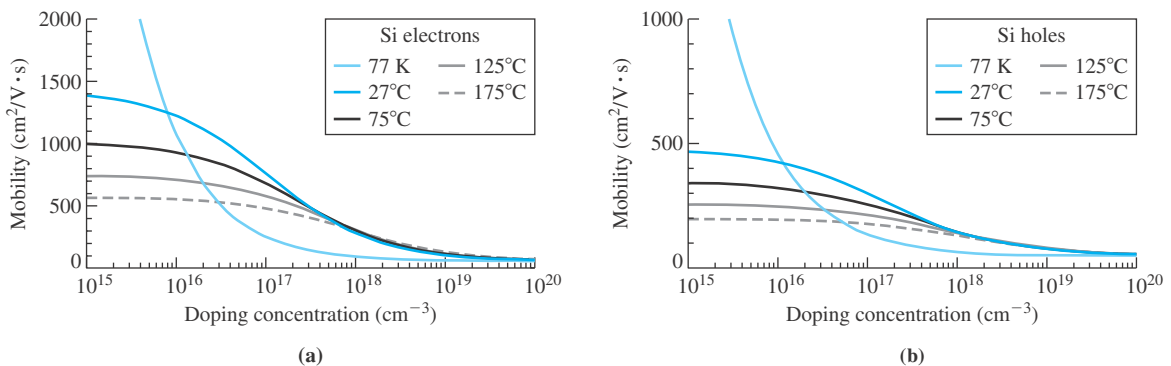 2000
1500
1000
500
0
Mobility (cm²/V·s)
10¹⁵ 10¹⁶ 10¹⁷ 10¹⁸ 10¹⁹ 10²⁰
Doping concentration (cm⁻³)
Si electrons
77 K 125°C
27°C 175°C
75°C
(a)
1000
500
0
Mobility (cm²/V·s)
10¹⁵ 10¹⁶ 10¹⁷ 10¹⁸ 10¹⁹ 10²⁰
Doping concentration (cm⁻³)
Si holes
77 K 125°C
27°C 175°C
75°C
(b)